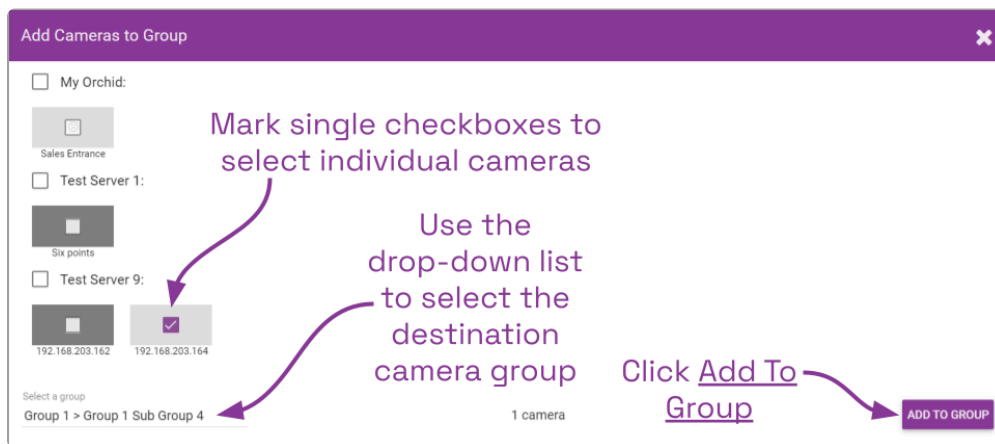 Add Cameras to Group
My Orchid:
Sales Entrance
Mark single checkboxes to
select individual cameras
Test Server 1:
Six points
Use the
drop-down list
to select the
destination
camera group
Test Server 9:
192.168.203.162
192.168.203.164
Select a group
Group 1 > Group 1 Sub Group 4
1 camera
Click Add To
Group
ADD TO GROUP